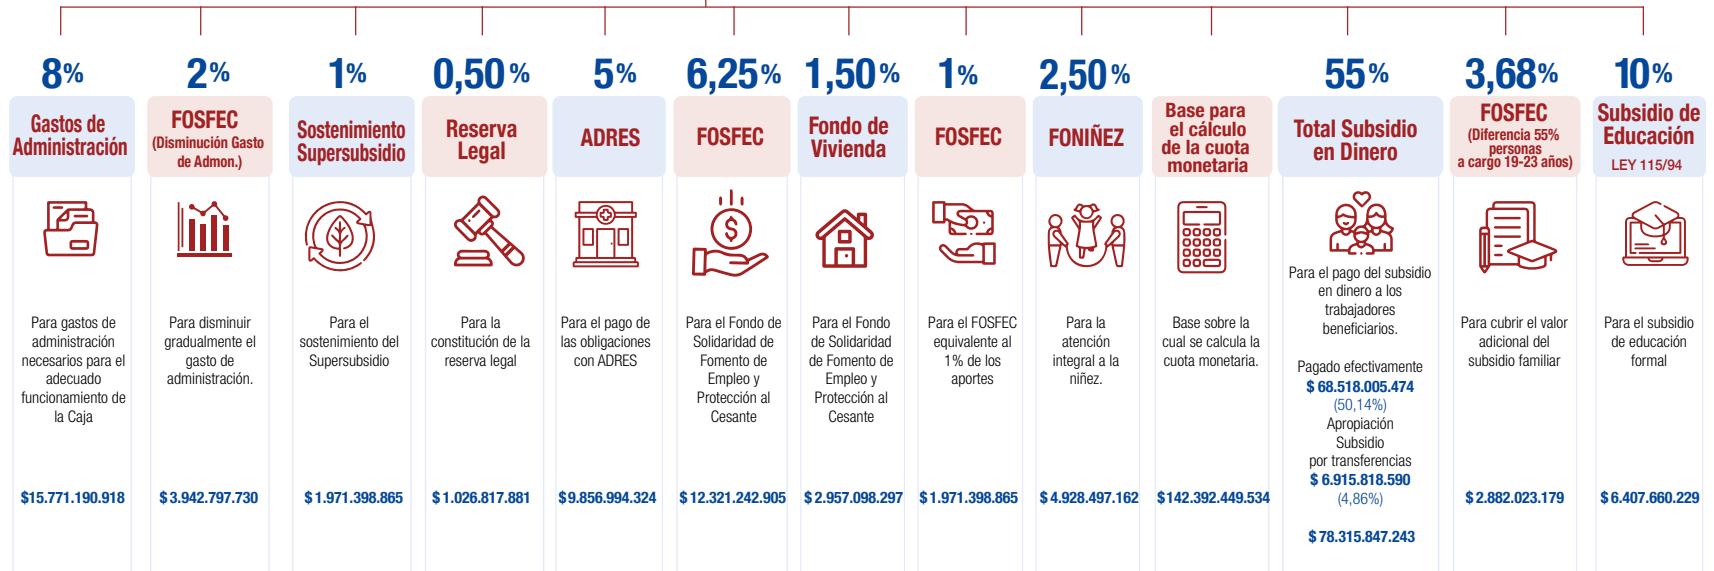 8%
Gastos de
Administración
Para gastos de
administración
necesarios para el
adecuado
funcionamiento de
la Caja
$15.771.190.918
2%
FOSFEC
(Disminución Gasto
de Admon.)
Para disminuir
gradualmente el
gasto de
administración.
$ 3.942.797.730
1%
Sostenimiento
Supersubsidio
Para el
sostenimiento del
Supersubsidio
$ 1.971.398.865
0,50%
Reserva
Legal
Para la
constitución de la
reserva legal
$ 1.026.817.881
5%
ADRES
Para el pago de
las obligaciones
con ADRES
$9.856.994.324
6,25%
FOSFEC
$
Para el Fondo de
Solidaridad de
Fomento de
Empleo y
Protección al
Cesante
$ 12.321.242.905
1,50%
Fondo de
Vivienda
Para el Fondo
de Solidaridad
de Fomento de
Empleo y
Protección al
Cesante
$ 2.957.098.297
1%
FOSFEC
Para el FOSFEC
equivalente al
1% de los
aportes
$ 1.971.398.865
2,50%
FONIÑEZ
Para la
atención
integral a la
niñez.
$ 4.928.497.162
Base para
el cálculo
de la cuota
monetaria
Base sobre la
cual se calcula la
cuota monetaria.
$142.392.449.534
55%
Total Subsidio
en Dinero
Para el pago del subsidio
en dinero a los
trabajadores
beneficiarios.
Pagado efectivamente
$ 68.518.005.474
(50,14%)
Apropiación
Subsidio
por transferencias
$ 6.915.818.590
(4,86%)
$ 78.315.847.243
3,68%
FOSFEC
(Diferencia 55%
personas
a cargo 19-23 años)
Para cubrir el valor
adicional del
subsidio familiar
$ 2.882.023.179
10%
Subsidio de
Educación
LEY 115/94
Para el subsidio
de educación
formal
$ 6.407.660.229